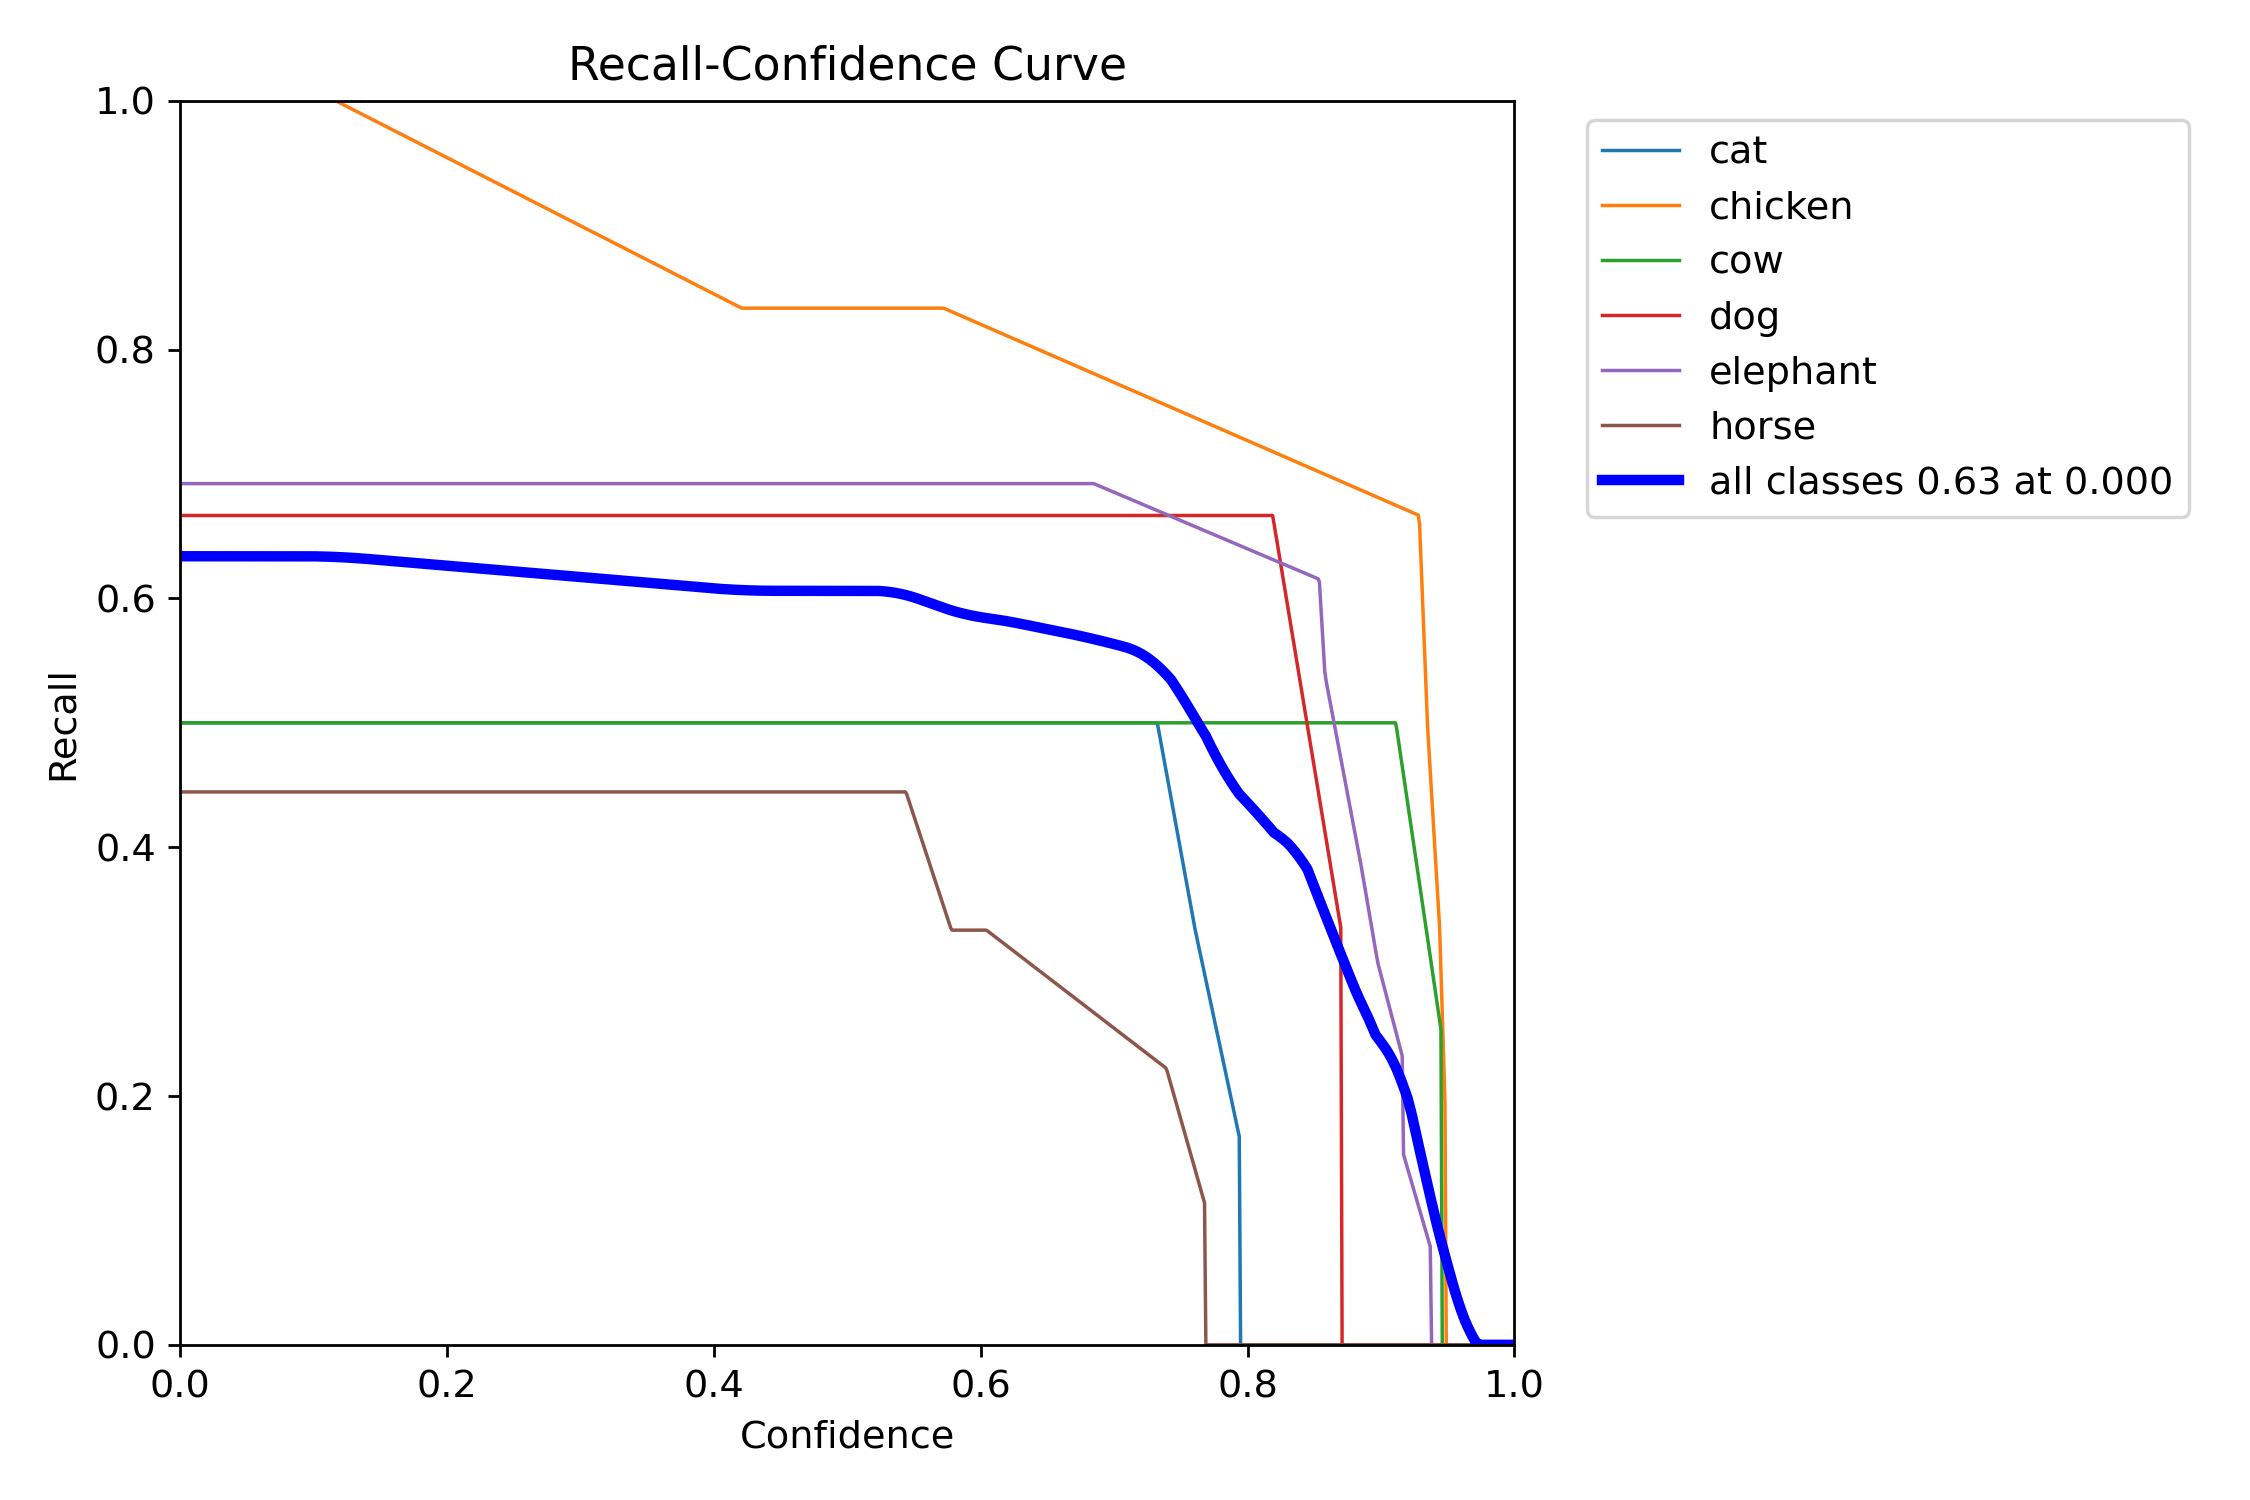 Recall-Confidence Curve
1.0
0.8
0.6
0.4
0.2
0.0
Recall
0.0 0.2 0.4 0.6 0.8 1.0
Confidence
cat
chicken
cow
dog
elephant
horse
all classes 0.63 at 0.000